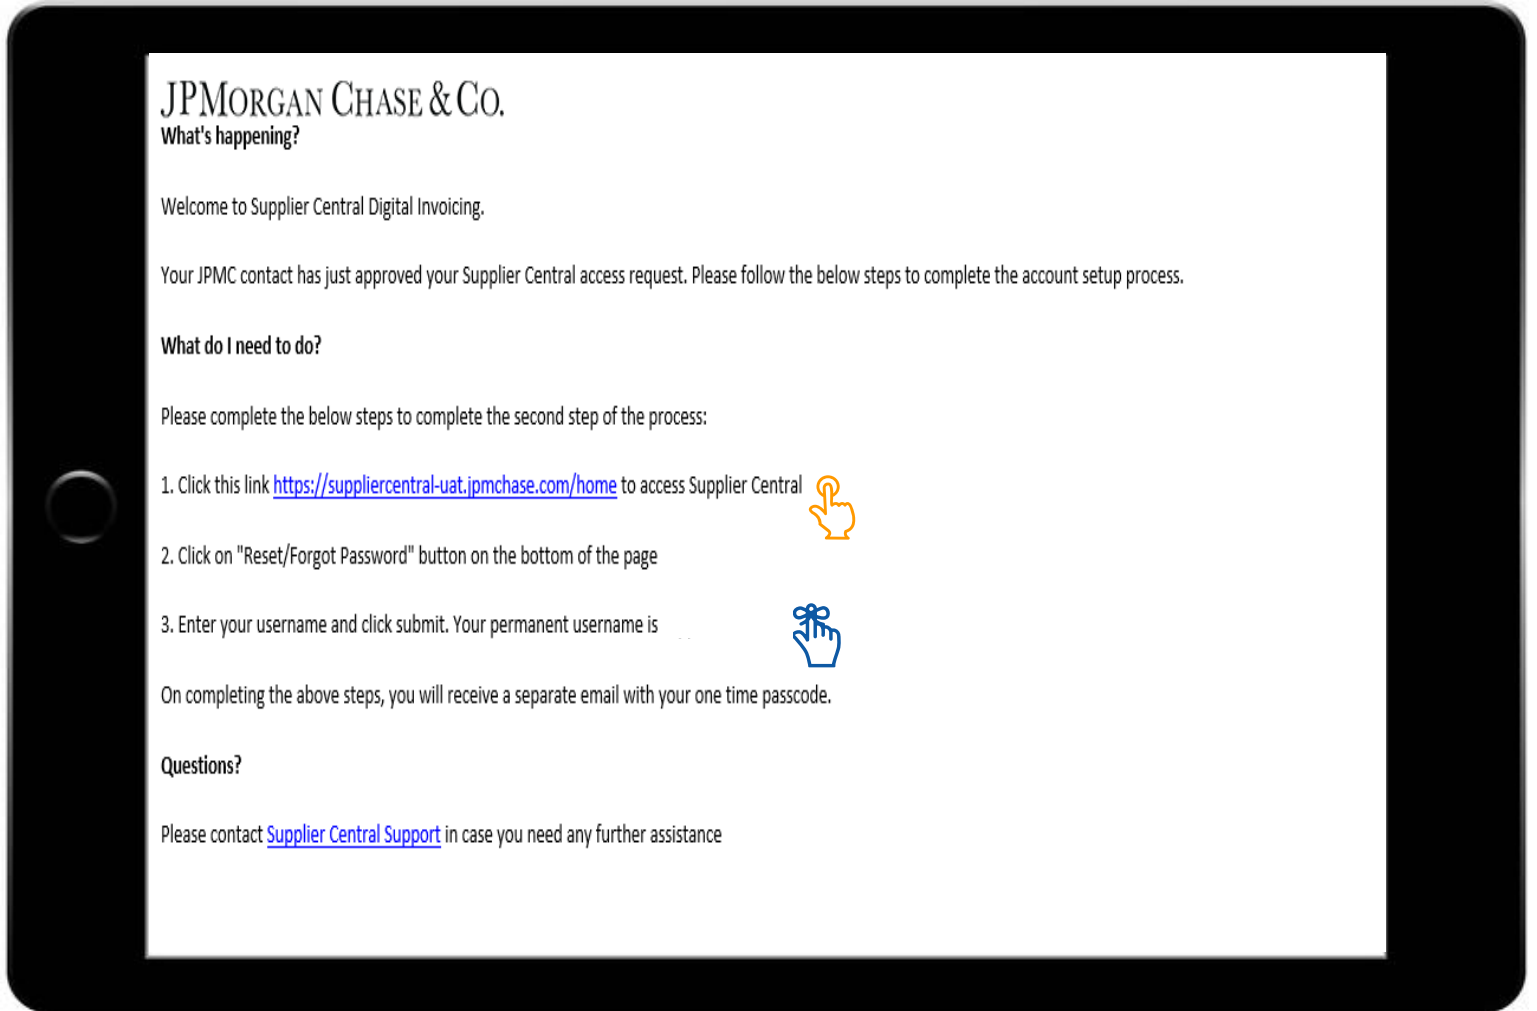 JPMORGAN CHASE & CO.
What's happening?
Welcome to Supplier Central Digital Invoicing.
Your JPMC contact has just approved your Supplier Central access request. Please follow the below steps to complete the account setup process.
What do I need to do?
Please complete the below steps to complete the second step of the process:
1. Click this link https://suppliercentral-uat.jpmchase.com/home to access Supplier Central
2. Click on "Reset/Forgot Password" button on the bottom of the page
3. Enter your username and click submit. Your permanent username is
On completing the above steps, you will receive a separate email with your one time passcode.
Questions?
Please contact Supplier Central Support in case you need any further assistance